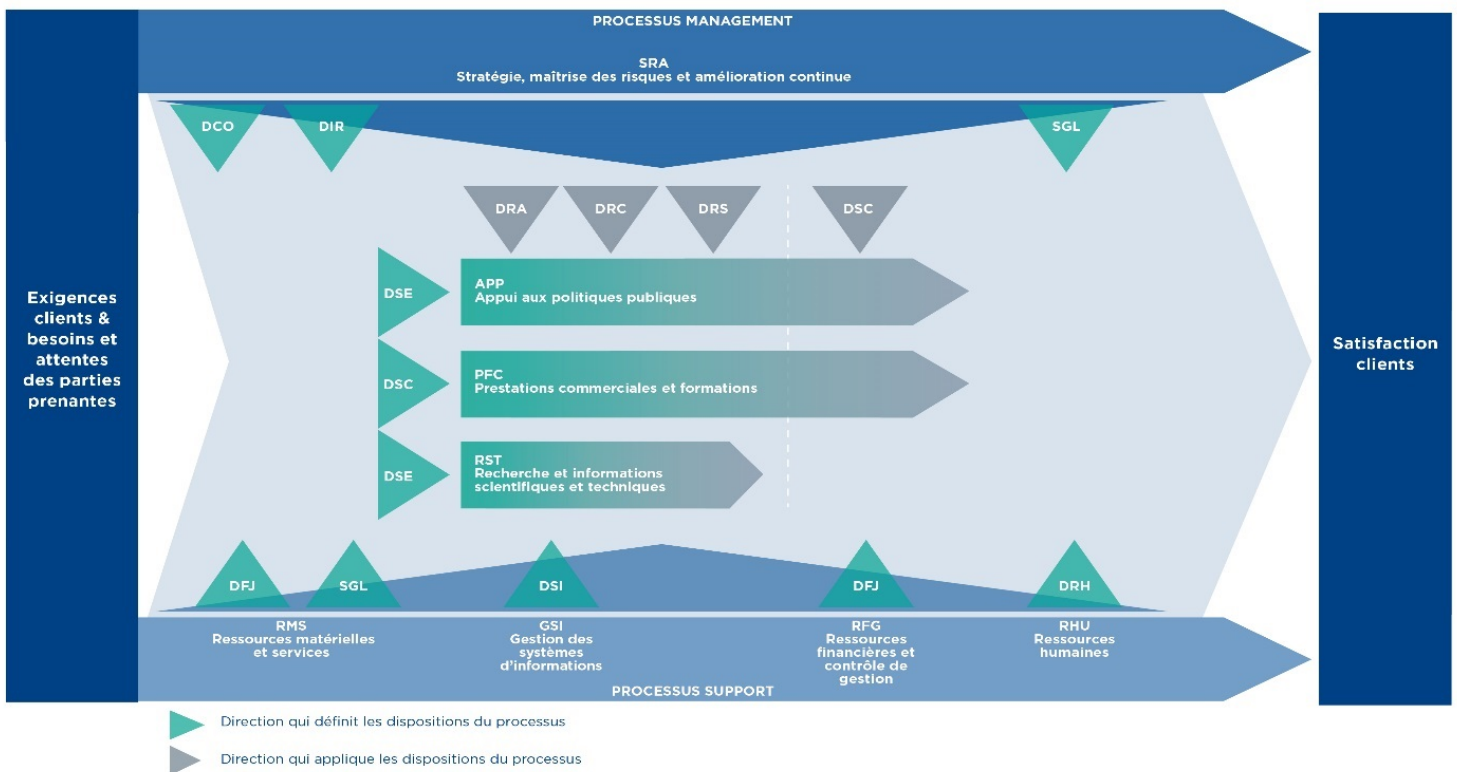 PROCESSUS MANAGEMENT
SRA
Stratégie, maîtrise des risques et amélioration continue
DCO
DIR
SGL
DRA
DRC
DRS
DSC
Exigences
clients &
besoins et
attentes
des parties
prenantes
DSE
APP
Appui aux politiques publiques
DSC
PFC
Prestations commerciales et formations
DSE
RST
Recherche et informations
scientifiques et techniques
Satisfaction
clients
DFJ
SGL
DSI
DFJ
DRH
RMS
Ressources matérielles
et services
GSI
Gestion des
systèmes
d'informations
RFG
Ressources
financières et
contrôle de
gestion
RHU
Ressources
humaines
PROCESSUS SUPPORT
Direction qui définit les dispositions du processus
Direction qui applique les dispositions du processus